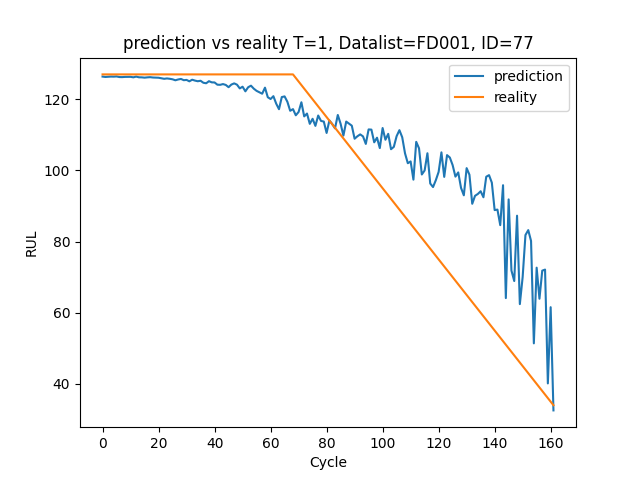 prediction vs reality T=1, Datalist=FD001, ID=77
prediction
reality
RUL
120
100
80
60
40
0 20 40 60 80 100 120 140 160
Cycle